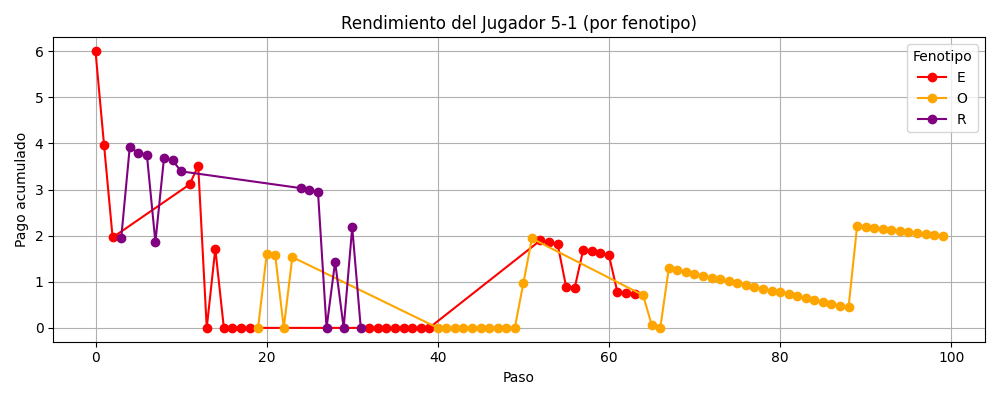 Rendimiento del Jugador 5-1 (por fenotipo)
Pago acumulado
6
5
4
3
2
1
0
Fenotipo
E
O
R
0
20
40
60
80
100
Paso